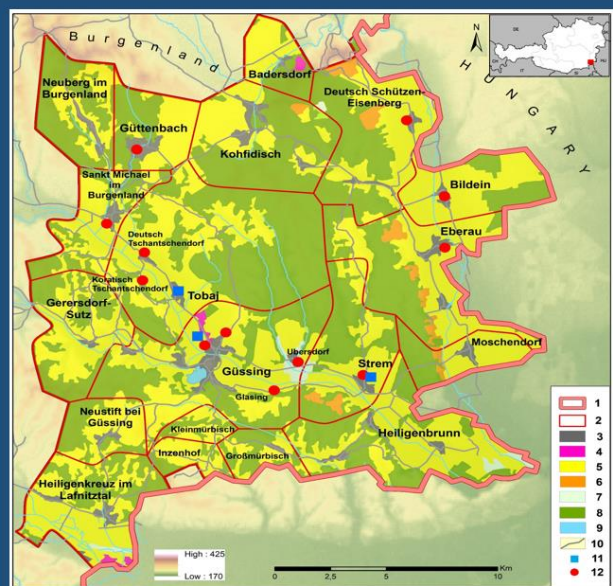 Burgenland
N
HUNGARY
Neuberg im
Burgenland
Güttenbach
Badersdorf
Kohfidisch
Deutsch Schützen-
Eisenberg
Sankt Michael
im
Burgenland
Bildein
Eberau
Deutsch
Tschantschendorf
Koratisch
Tschantschendorf
Tobaj
Gerersdorf-
Sutz
Moschendorf
Güssing
Ubersdorf
Strem
Glasing
Neustift bei
Güssing
Kleinmürbisch
Inzenhof
Großmürbisch
Heiligenbrunn
Heiligenkreuz im
Lafnitztal
High : 425
Low : 170
Km
0 2,5 5 10
1
2
3
4
5
6
7
8
9
10
11
12